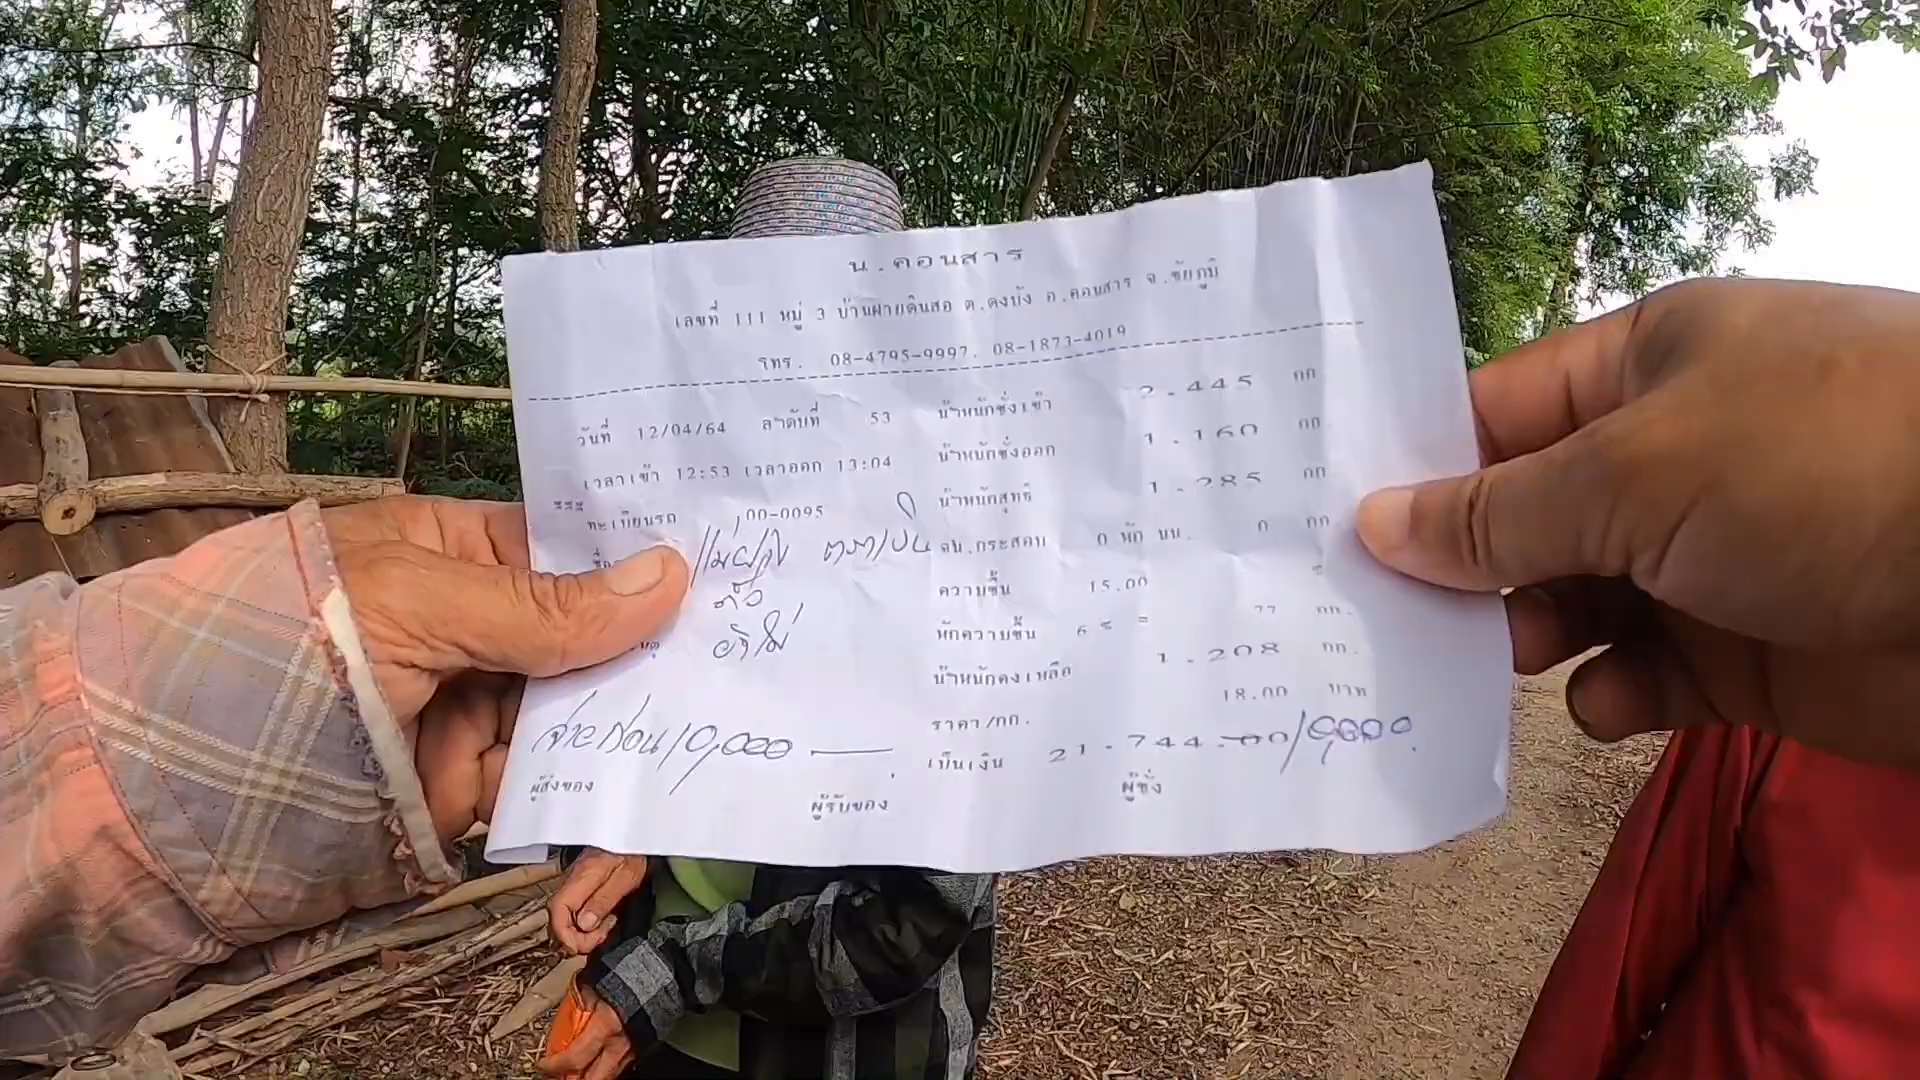 น.คอนสาร
เลขที่ 111 หมู่ 3 บ้านฝายดินสอ ต.ดงบัง อ.คอนสาร จ.ชัยภูมิ
โทร. 08-4795-9997, 08-1873-4019
วันที่ 12/04/64 ลำดับที่ 53
เวลาเข้า 12:53 เวลาออก 13:04
ทะเบียนรถ 00-0095
จ่ายก่อน 10,000
ผู้ส่งของ
ผู้รับของ
น้ำหนักชั่งเข้า 2,445 กก
น้ำหนักชั่งออก 1,160 กก.
น้ำหนักสุทธิ 1,285 กก
จน.กระสอบ 0 หัก นน. 0 กก
ความชื้น 15.00
หักความชื้น 6 % = 77 กก.
น้ำหนักคงเหลือ 1,208 กก.
ราคา/กก. 18.00 บาท
เป็นเงิน 21,744.00 10,000
ผู้ชั่ง